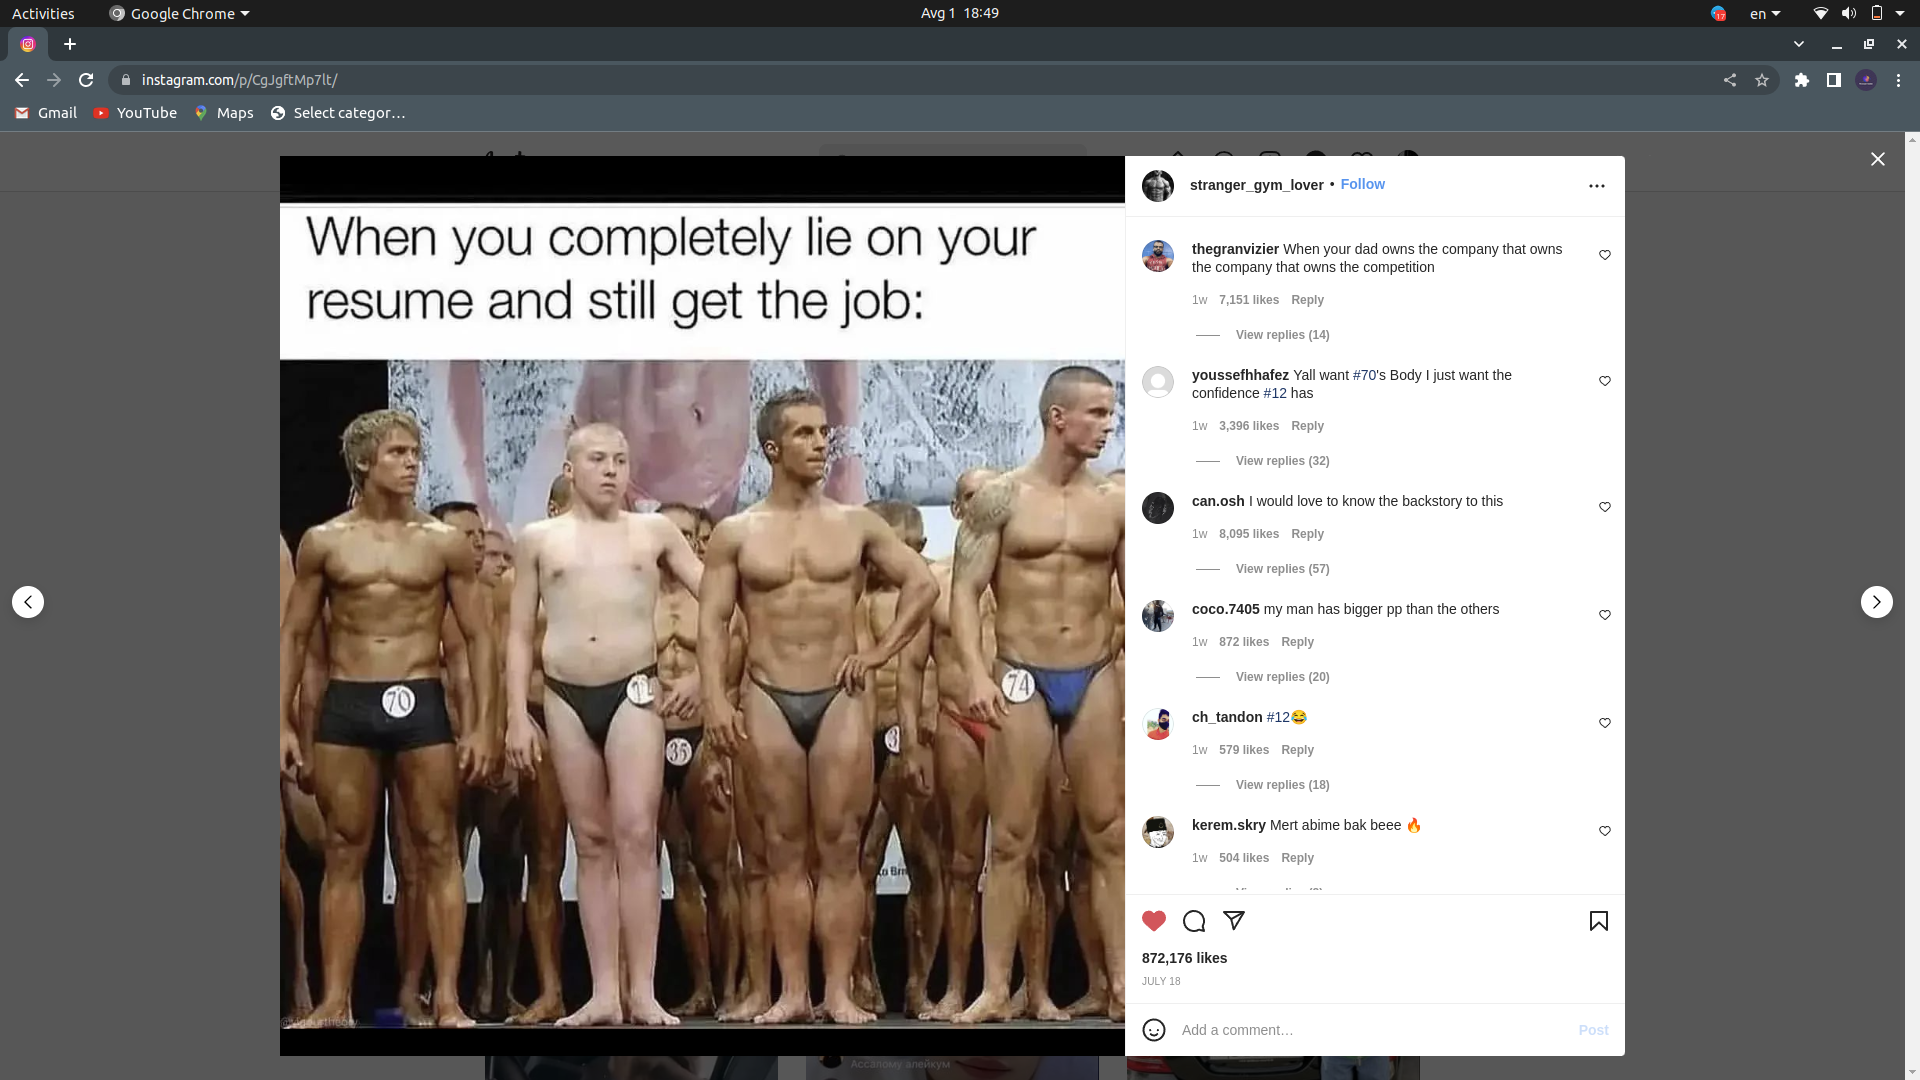 Activities
Google Chrome
Avg 1 18:49
17
en
instagram.com/p/CgJgftMp7lt/
Gmail
YouTube
Maps
Select categor…
When you completely lie on your
resume and still get the job:
70
12
35
3
74
stranger_gym_lover • Follow
thegranvizier When your dad owns the company that owns
the company that owns the competition
1w 7,151 likes Reply
View replies (14)
youssefhhafez Yall want #70's Body I just want the
confidence #12 has
1w 3,396 likes Reply
View replies (32)
can.osh I would love to know the backstory to this
1w 8,095 likes Reply
View replies (57)
coco.7405 my man has bigger pp than the others
1w 872 likes Reply
View replies (20)
ch_tandon #12😂
1w 579 likes Reply
View replies (18)
kerem.skry Mert abime bak beee 🔥
1w 504 likes Reply
872,176 likes
JULY 18
Add a comment…
Post
Ассалому алейкум